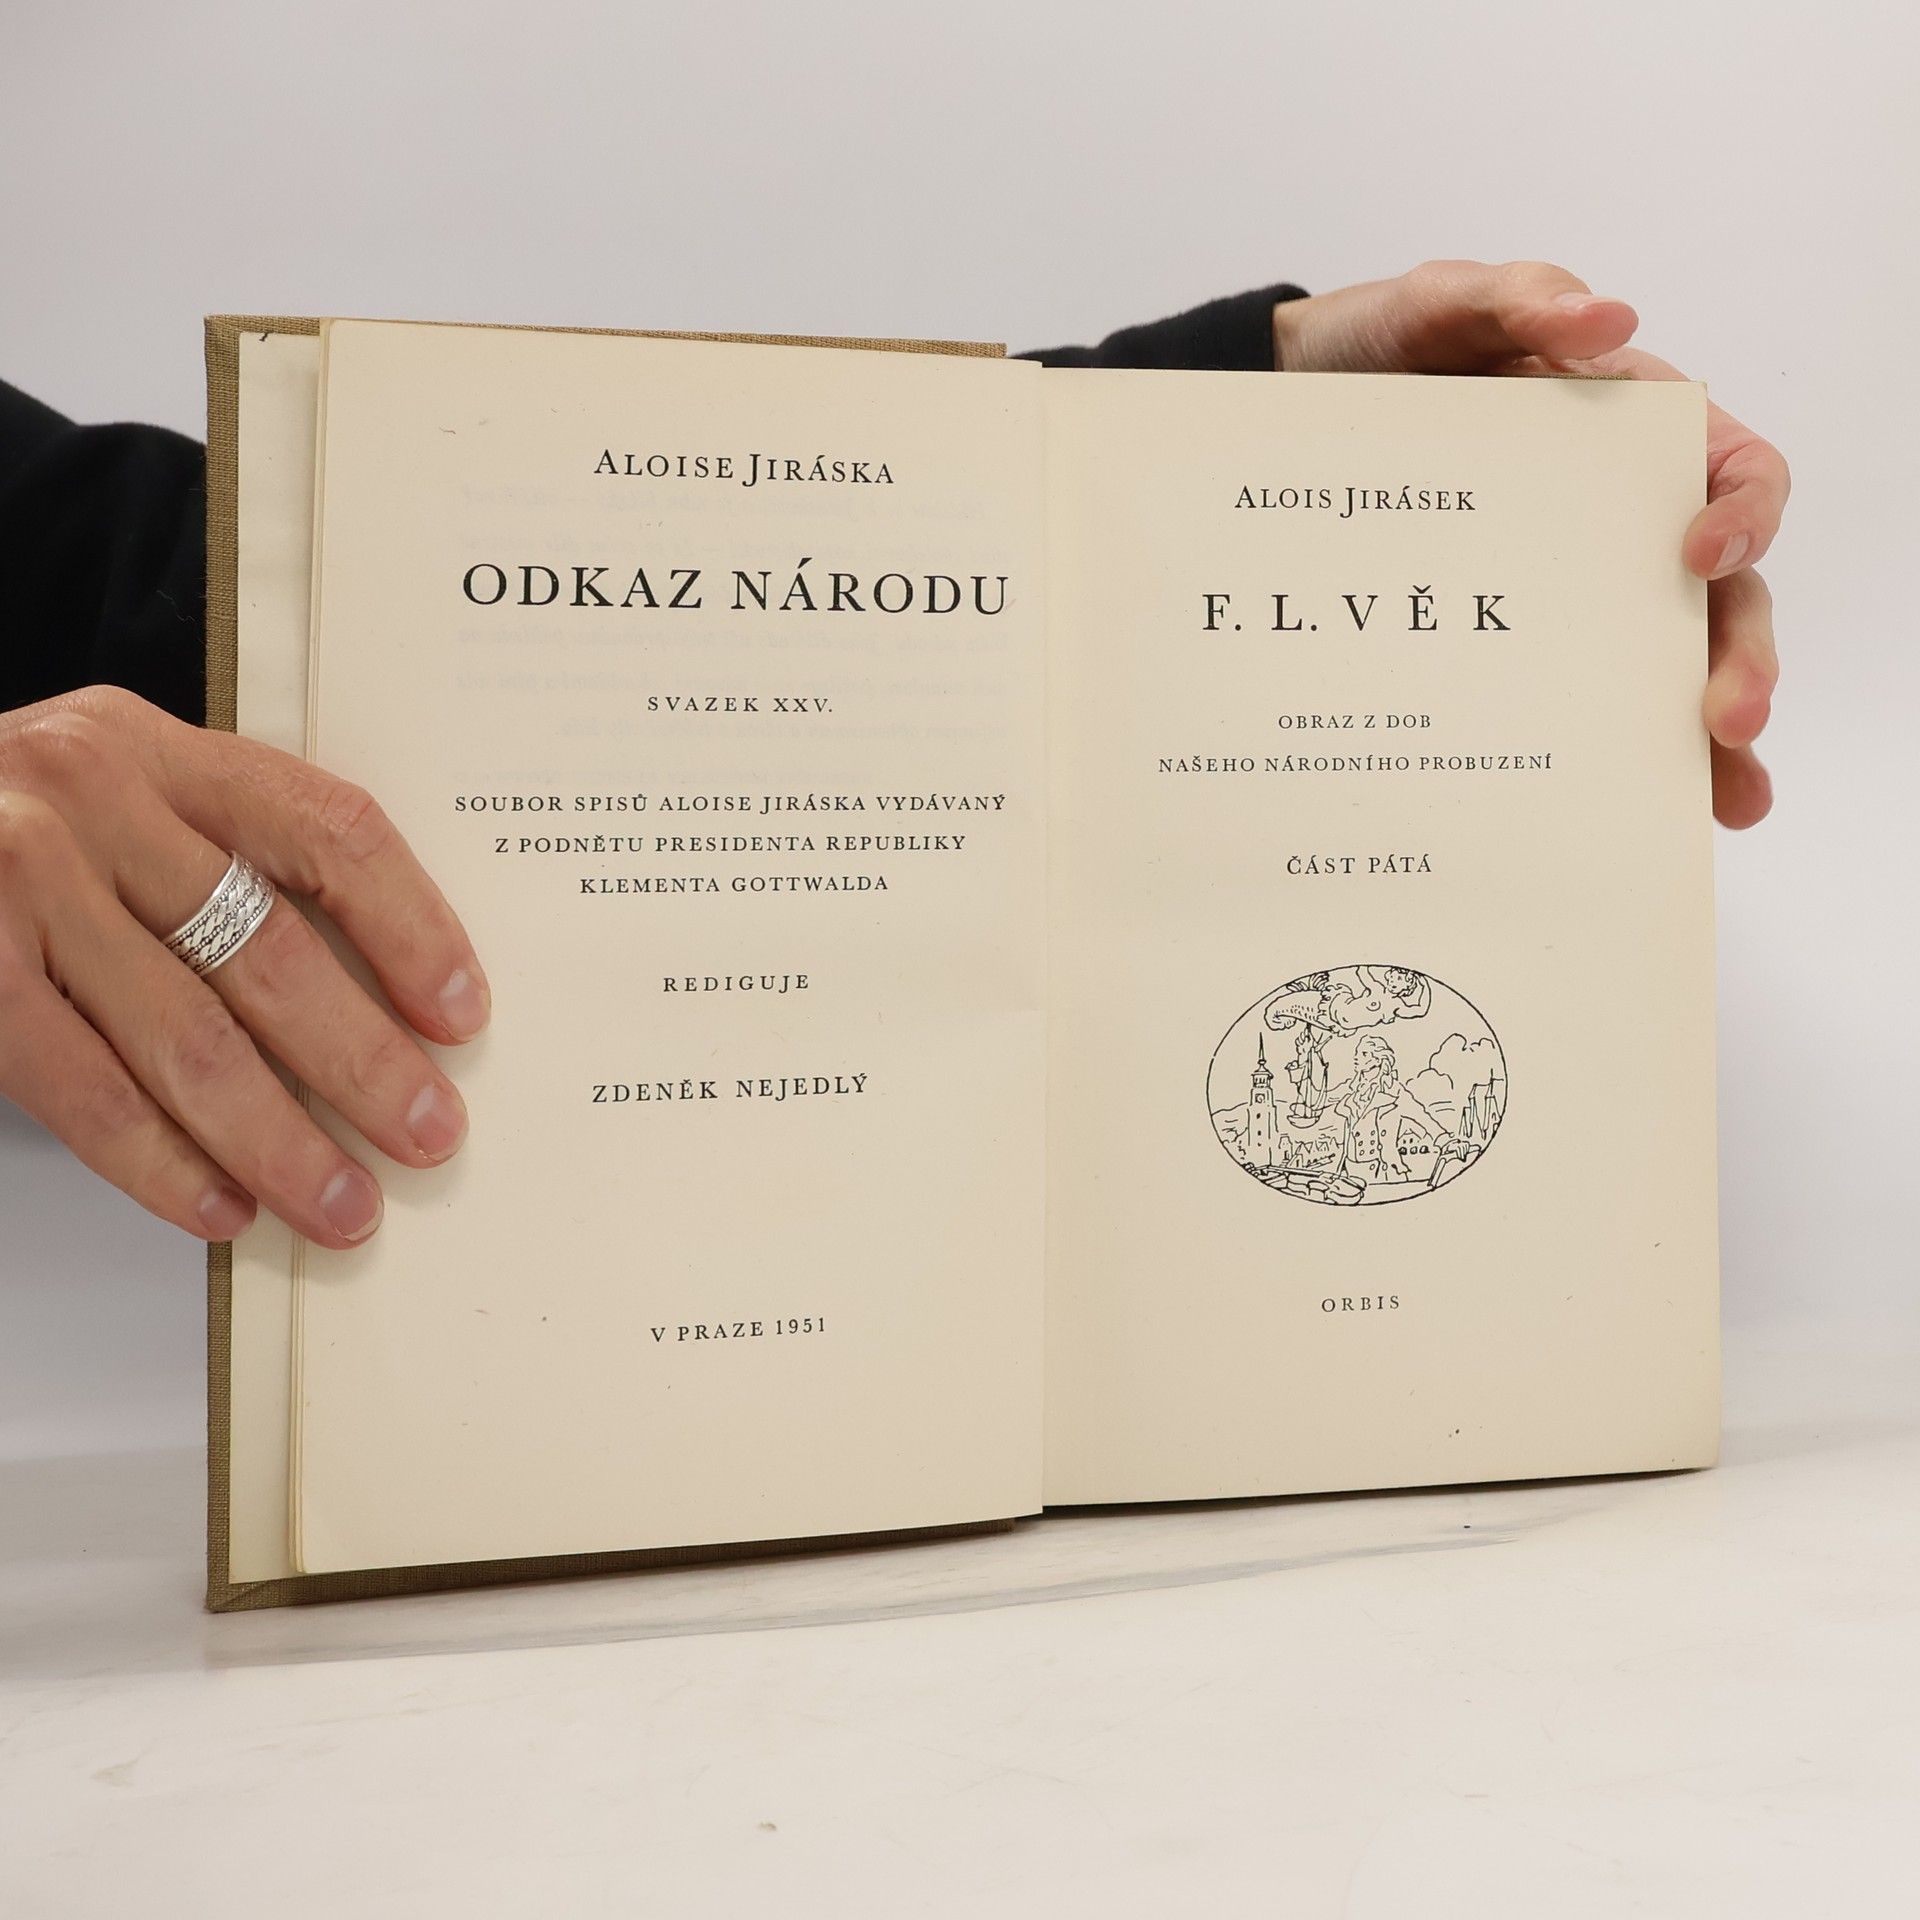 ALOISE JIRÁSKA
ODKAZ NÁRODU
SVAZEK XXV.
SOUBOR SPISŮ ALOISE JIRÁSKA VYDÁVANÝ
Z PODNĚTU PRESIDENTA REPUBLIKY
KLEMENTA GOTTWALDA
REDIGUJE
ZDENĚK NEJEDLÝ
V PRAZE 1951
ALOIS JIRÁSEK
F. L. VĚK
OBRAZ Z DOB
NAŠEHO NÁRODNÍHO PROBUZENÍ
ČÁST PÁTÁ
ORBIS